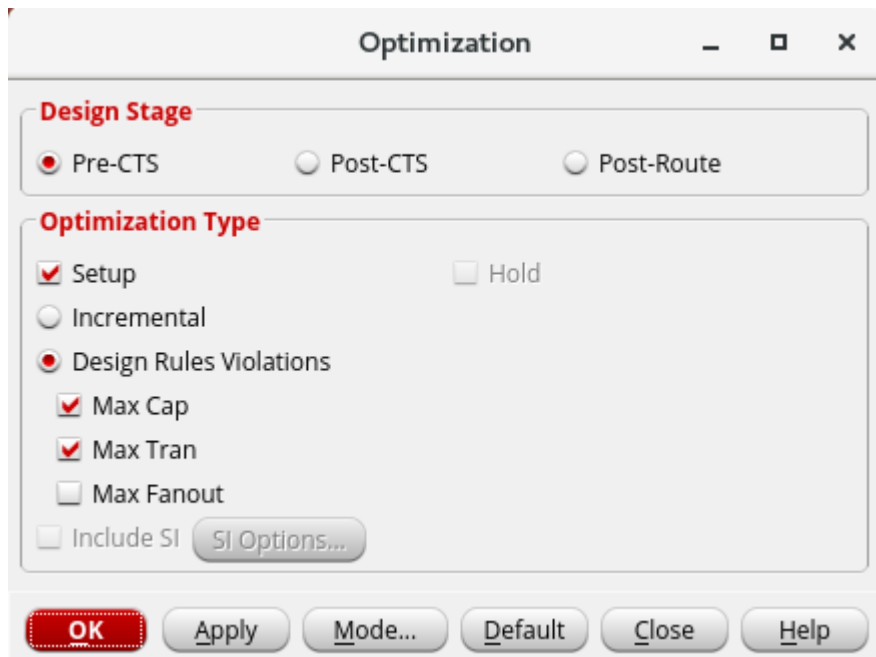 Optimization
Design Stage
Pre-CTS Post-CTS Post-Route
Optimization Type
Setup Hold
Incremental
Design Rules Violations
Max Cap
Max Tran
Max Fanout
Include SI SI Options...
OK Apply Mode... Default Close Help